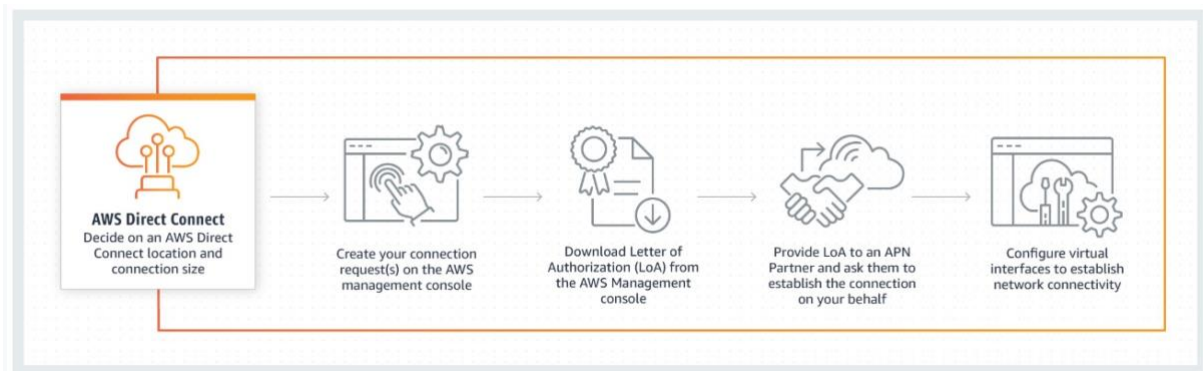 AWS Direct Connect
Decide on an AWS Direct
Connect location and
connection size
Create your connection
request(s) on the AWS
management console
Download Letter of
Authorization (LoA) from
the AWS Management
console
Provide LoA to an APN
Partner and ask them to
establish the connection
on your behalf
Configure virtual
interfaces to establish
network connectivity